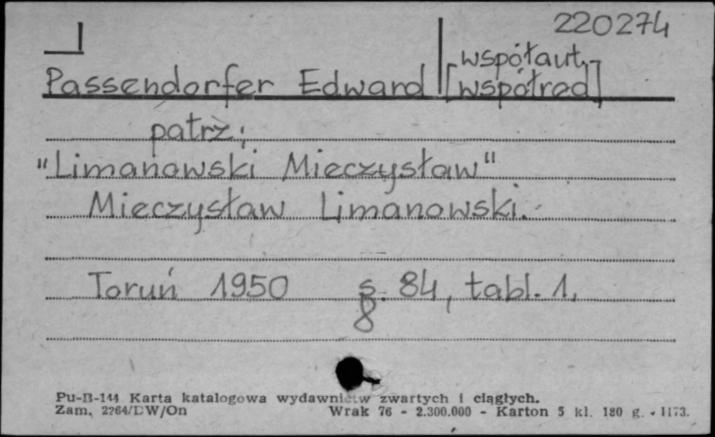 220274
współaut.
Passendorfer Edward [współred]
patrz:
"Limanowski Mieczysław"
Mieczysław Limanowski.
Toruń 1950 s. 84, tabl. 1,
8
Pu-B-144 Karta katalogowa wydawnictw zwartych i ciągłych.
Zam. 2264/DW/On Wrak 76 - 2.300.000 - Karton 5 kl. 180 g. - 1173.